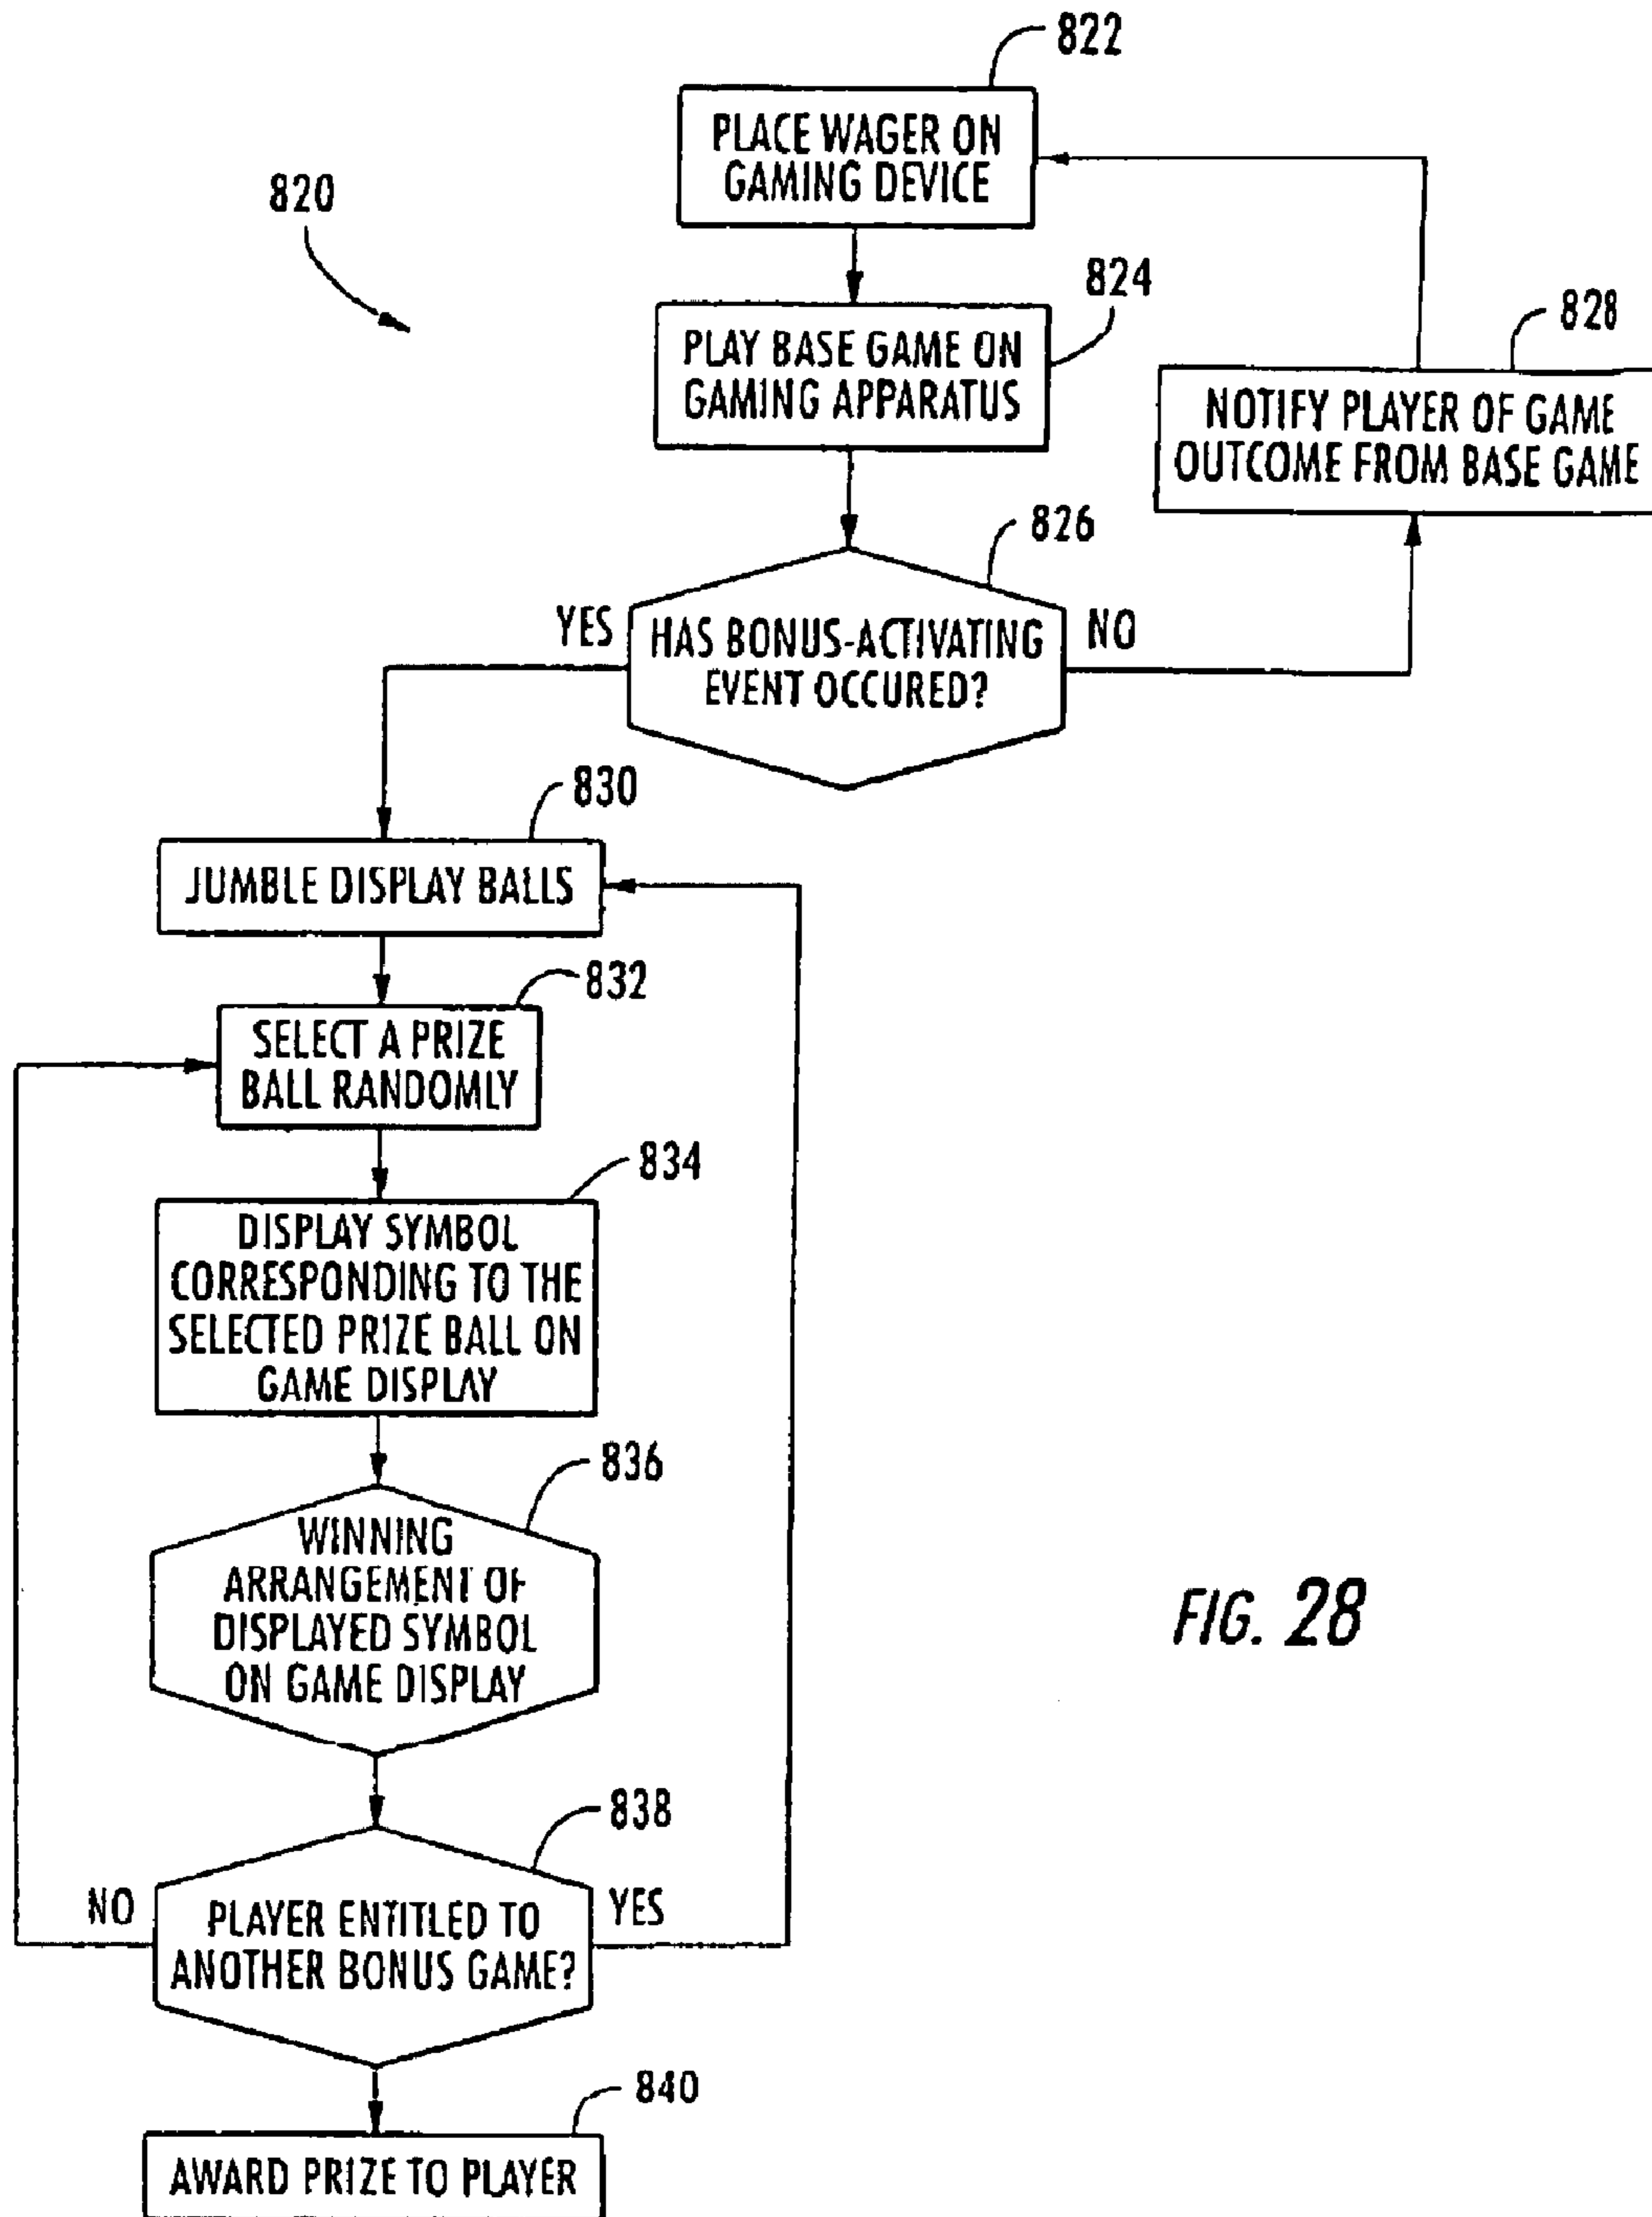 822
PLACE WAGER ON
GAMING DEVICE
820
824
PLAY BASE GAME ON
GAMING APPARATUS
828
NOTIFY PLAYER OF GAME
OUTCOME FROM BASE GAME
826
YES
HAS BONUS-ACTIVATING
EVENT OCCURED?
NO
830
JUMBLE DISPLAY BALLS
832
SELECT A PRIZE
BALL RANDOMLY
834
DISPLAY SYMBOL
CORRESPONDING TO THE
SELECTED PRIZE BALL ON
GAME DISPLAY
836
WINNING
ARRANGEMENT OF
DISPLAYED SYMBOL
ON GAME DISPLAY
FIG. 28
838
NO
PLAYER ENTITLED TO
ANOTHER BONUS GAME?
YES
840
AWARD PRIZE TO PLAYER